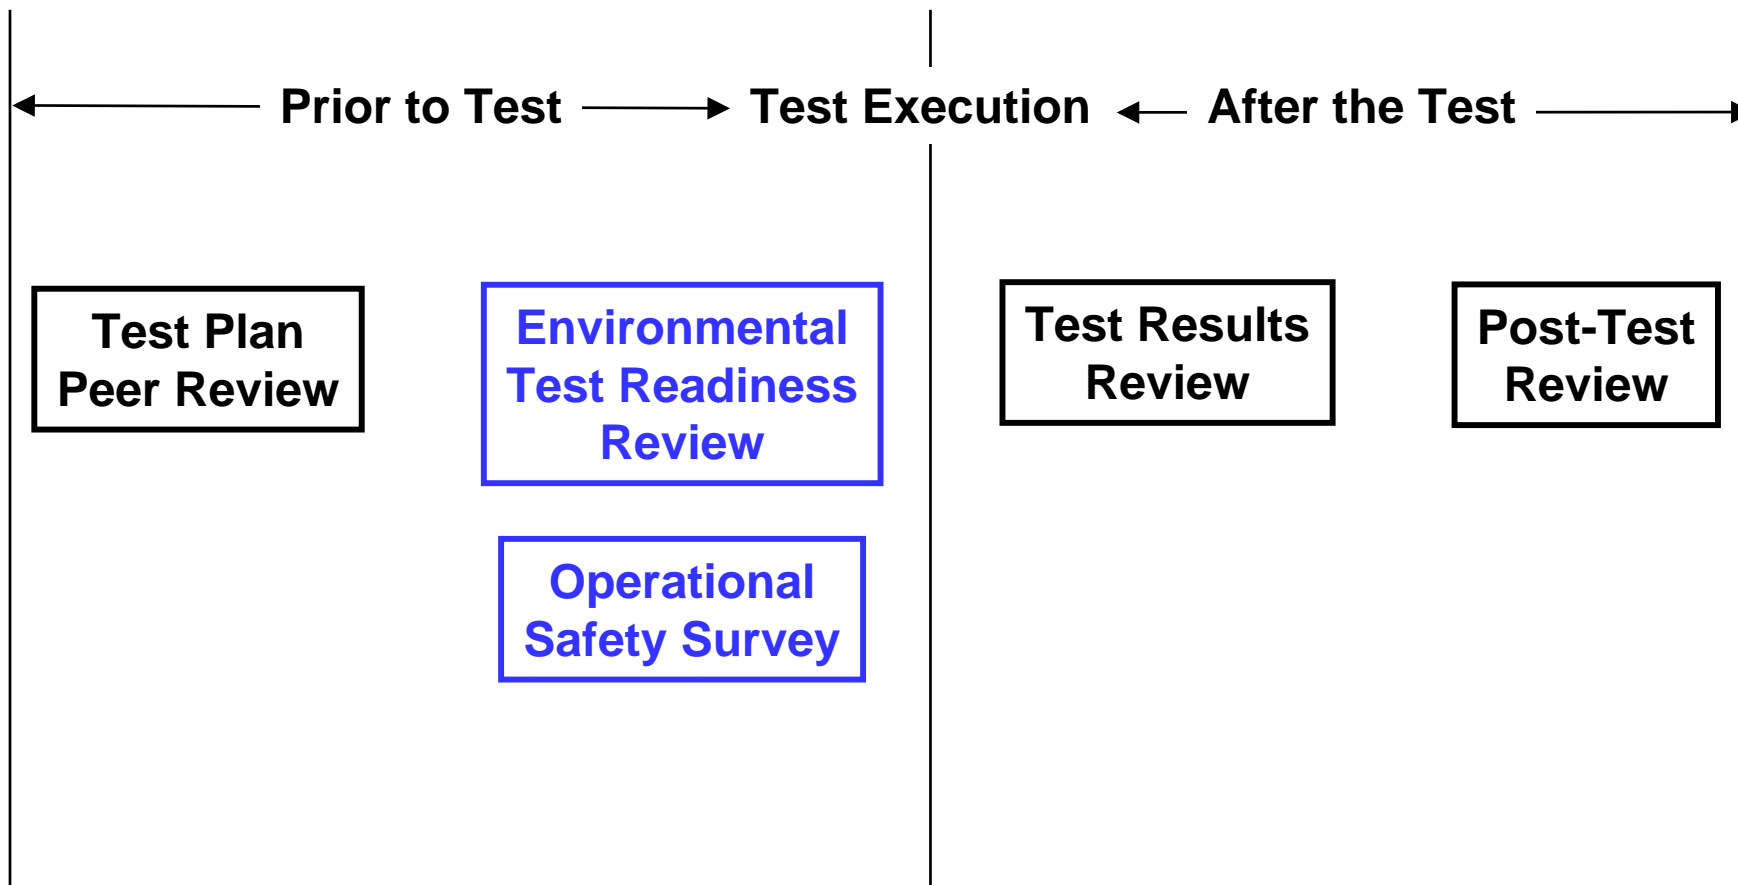 Prior to Test
Test Execution
After the Test
Test Plan
Peer Review
Environmental
Test Readiness
Review
Operational
Safety Survey
Test Results
Review
Post-Test
Review